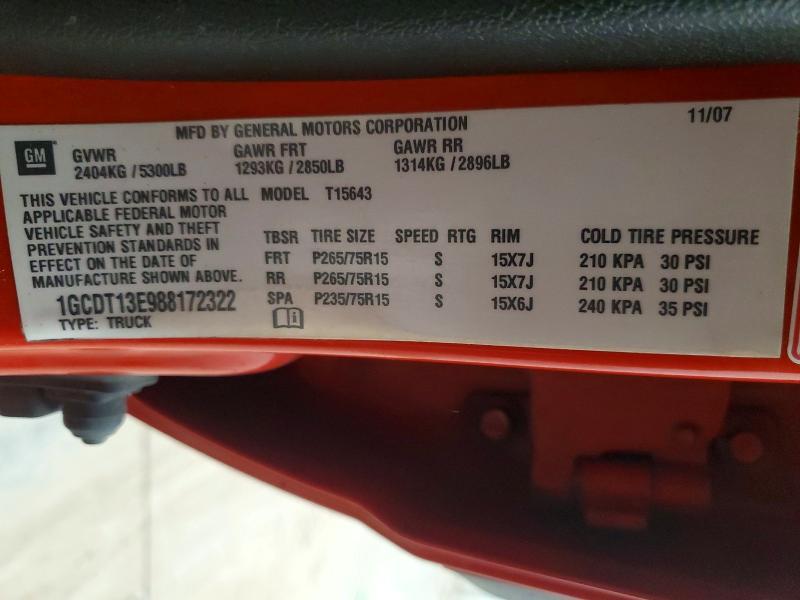 MFD BY GENERAL MOTORS CORPORATION 11/07
GM
GVWR GAWR FRT GAWR RR
2404KG / 5300LB 1293KG / 2850LB 1314KG / 2896LB
THIS VEHICLE CONFORMS TO ALL MODEL T15643
APPLICABLE FEDERAL MOTOR
VEHICLE SAFETY AND THEFT
PREVENTION STANDARDS IN
EFFECT ON THE DATE OF
MANUFACTURE SHOWN ABOVE.
1GCDT13E988172322
TYPE: TRUCK
TBSR TIRE SIZE SPEED RTG RIM COLD TIRE PRESSURE
FRT P265/75R15 S 15X7J 210 KPA 30 PSI
RR P265/75R15 S 15X7J 210 KPA 30 PSI
SPA P235/75R15 S 15X6J 240 KPA 35 PSI